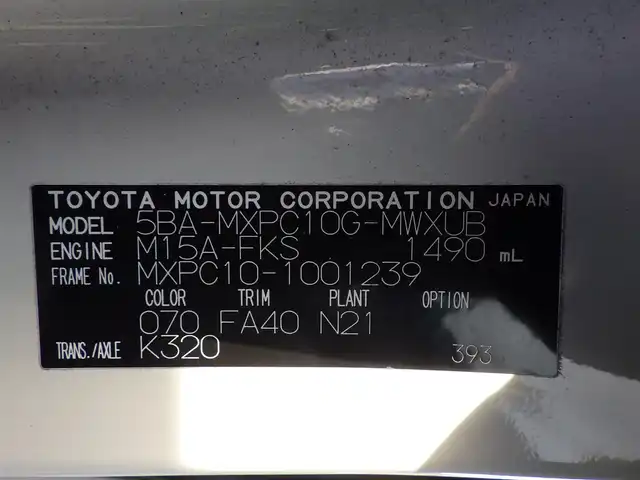 TOYOTA MOTOR CORPORATION JAPAN
MODEL 5BA-MXPC10G-MWXUB
ENGINE M15A-FKS 1490 mL
FRAME No. MXPC10-1001239
COLOR TRIM PLANT OPTION
070 FA40 N21
TRANS./AXLE K320 393